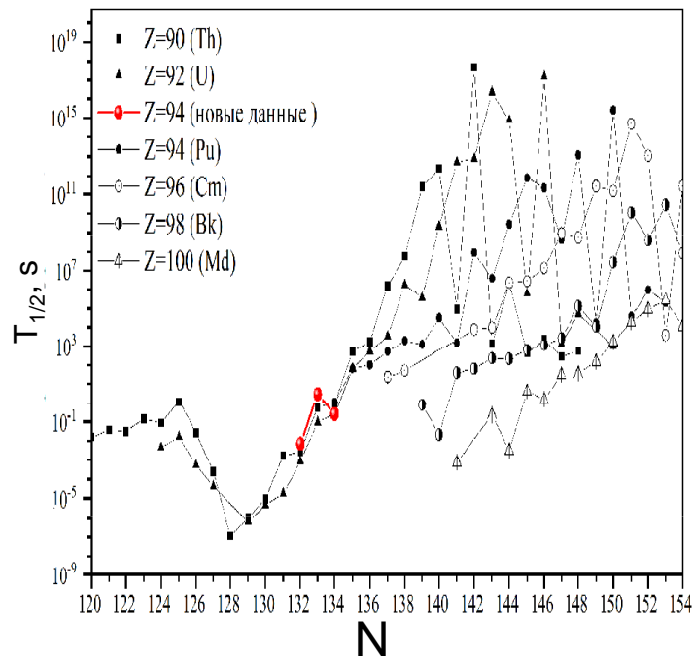 Z=90 (Th)
Z=92 (U)
Z=94 (новые данные )
Z=94 (Pu)
Z=96 (Cm)
Z=98 (Bk)
Z=100 (Md)
T1/2, s
10^19
10^15
10^11
10^7
10^3
10^-1
10^-5
10^-9
120 122 124 126 128 130 132 134 136 138 140 142 144 146 148 150 152 154
N